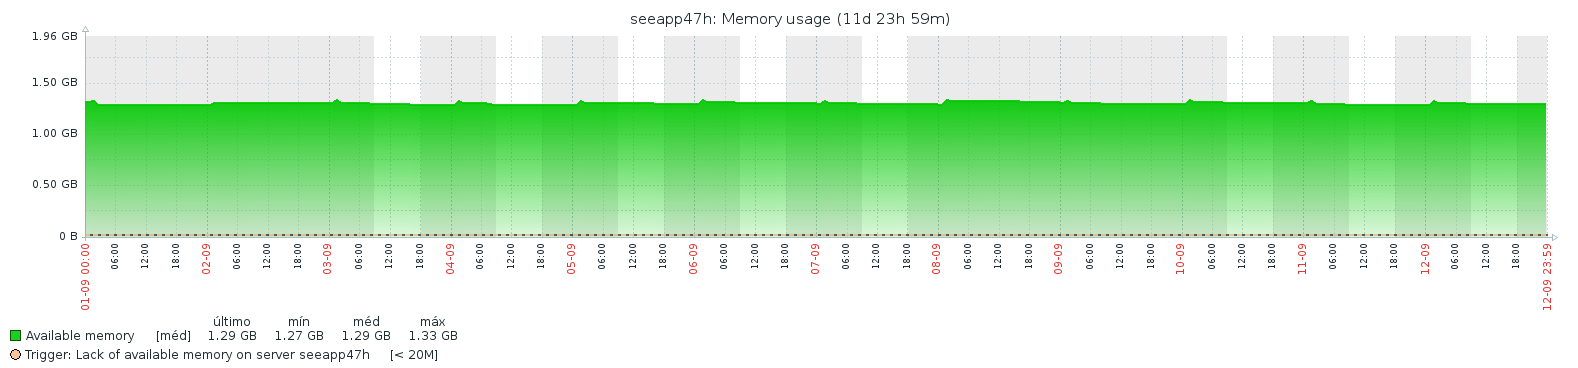 seeapp47h: Memory usage (11d 23h 59m)
1.96 GB
1.50 GB
1.00 GB
0.50 GB
0 B
01-09 00:00 06:00 12:00 18:00 02-09 06:00 12:00 18:00 03-09 06:00 12:00 18:00 04-09 06:00 12:00 18:00 05-09 06:00 12:00 18:00 06-09 06:00 12:00 18:00 07-09 06:00 12:00 18:00 08-09 06:00 12:00 18:00 09-09 06:00 12:00 18:00 10-09 06:00 12:00 18:00 11-09 06:00 12:00 18:00 12-09 06:00 12:00 18:00 12-09 23:59
último mín méd máx
Available memory [méd] 1.29 GB 1.27 GB 1.29 GB 1.33 GB
Trigger: Lack of available memory on server seeapp47h [< 20M]